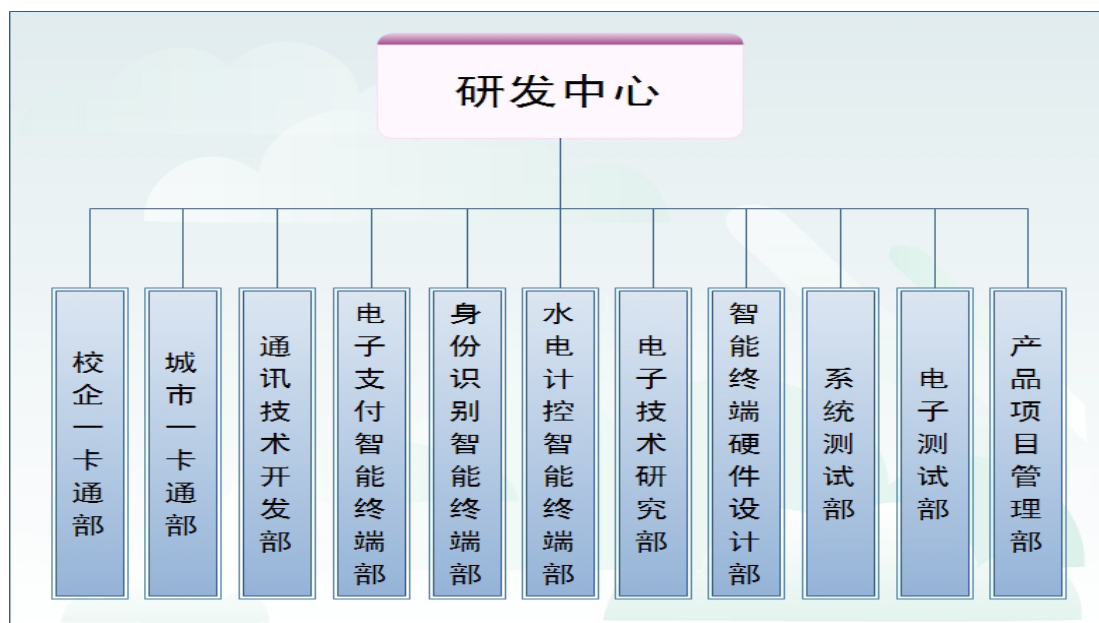 研发中心
校企一卡通部
城市一卡通部
通讯技术开发部
电子支付智能终端部
身份识别智能终端部
水电计控智能终端部
电子技术研究部
智能终端硬件设计部
系统测试部
电子测试部
产品项目管理部